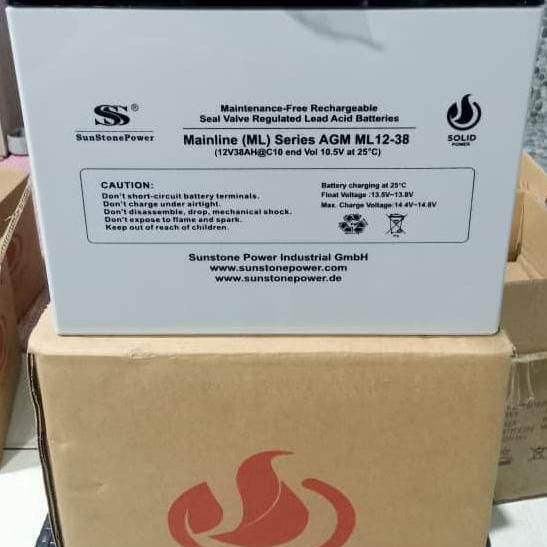 Maintenance-Free Rechargeable
Seal Valve Regulated Lead Acid Batteries
SS®
SunStonePower
Mainline (ML) Series AGM ML12-38
(12V38AH@C10 end Vol 10.5V at 25°C)
SOLID
POWER
CAUTION:
Don't short-circuit battery terminals.
Don't charge under airtight.
Don't disassemble, drop, mechanical shock.
Don't expose to flame and spark.
Keep out of reach of children.
Battery charging at 25°C
Float Voltage :13.5V~13.8V
Max. Charge Voltage:14.4V~14.8V
Pb
Sunstone Power Industrial GmbH
www.sunstonepower.com
www.sunstonepower.de